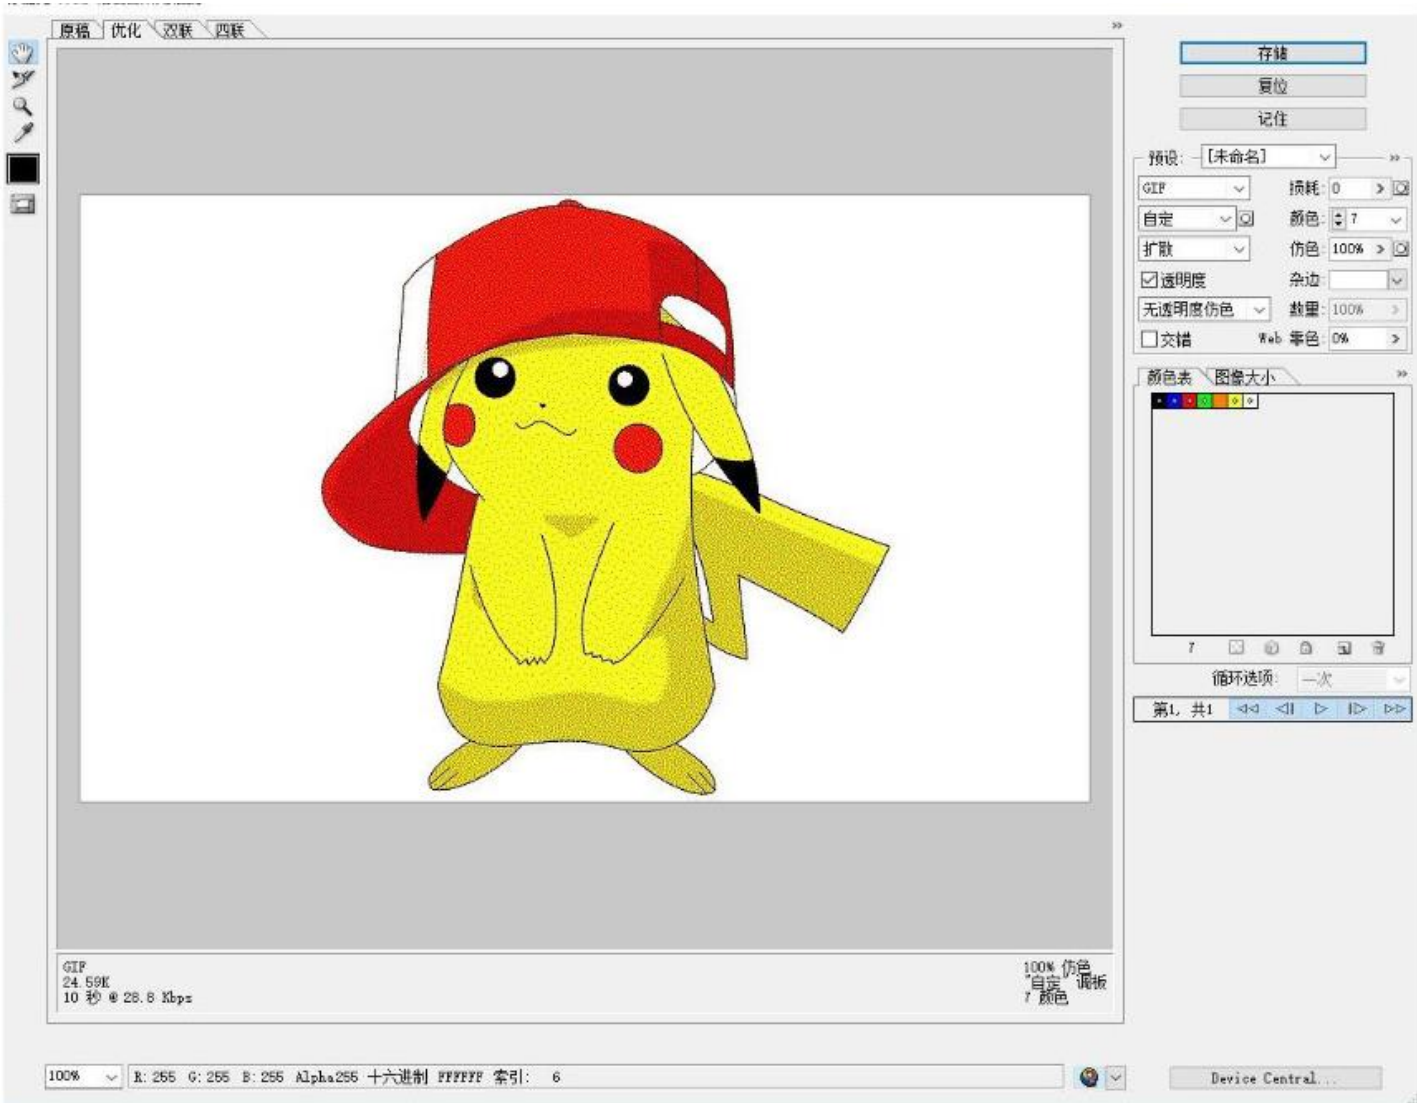 原稿 优化 双联 四联
存储
复位
记住
预设: [未命名]
GIF 损耗: 0
自定 颜色: 7
扩散 仿色: 100%
透明度 杂边:
无透明度仿色 数量: 100%
交错 Web 靠色: 0%
颜色表 图像大小
7
循环选项: 一次
第1, 共1
GIF
24.59K
10 秒 @ 28.8 Kbps
100% 仿色
"自定" 调板
7 颜色
100% R: 255 G: 255 B: 255 Alpha255 十六进制 FFFFFF 索引: 6
Device Central...